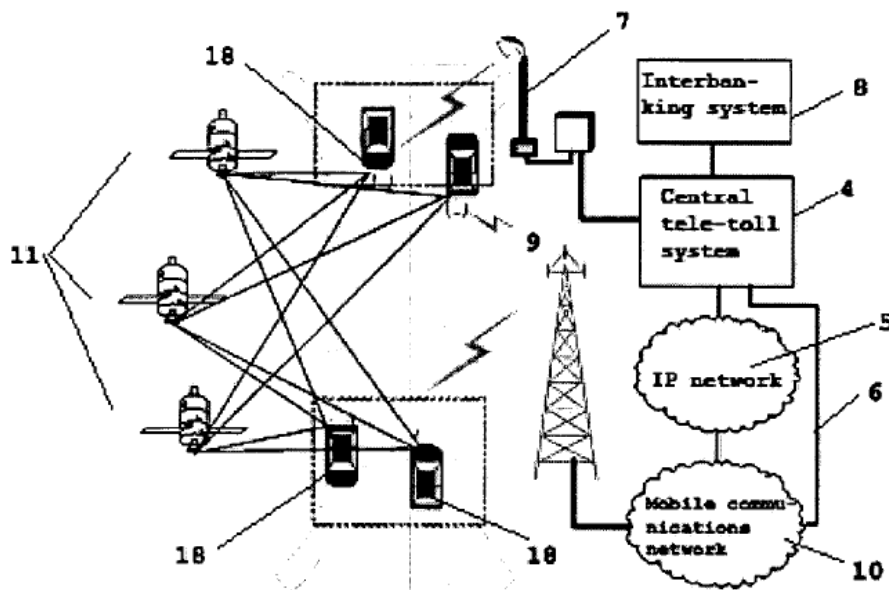 7
18
Interban-
king system
8
Central
tele-toll
system
4
11
9
5
IP network
6
Mobile commu-
nications
network
18
18
10